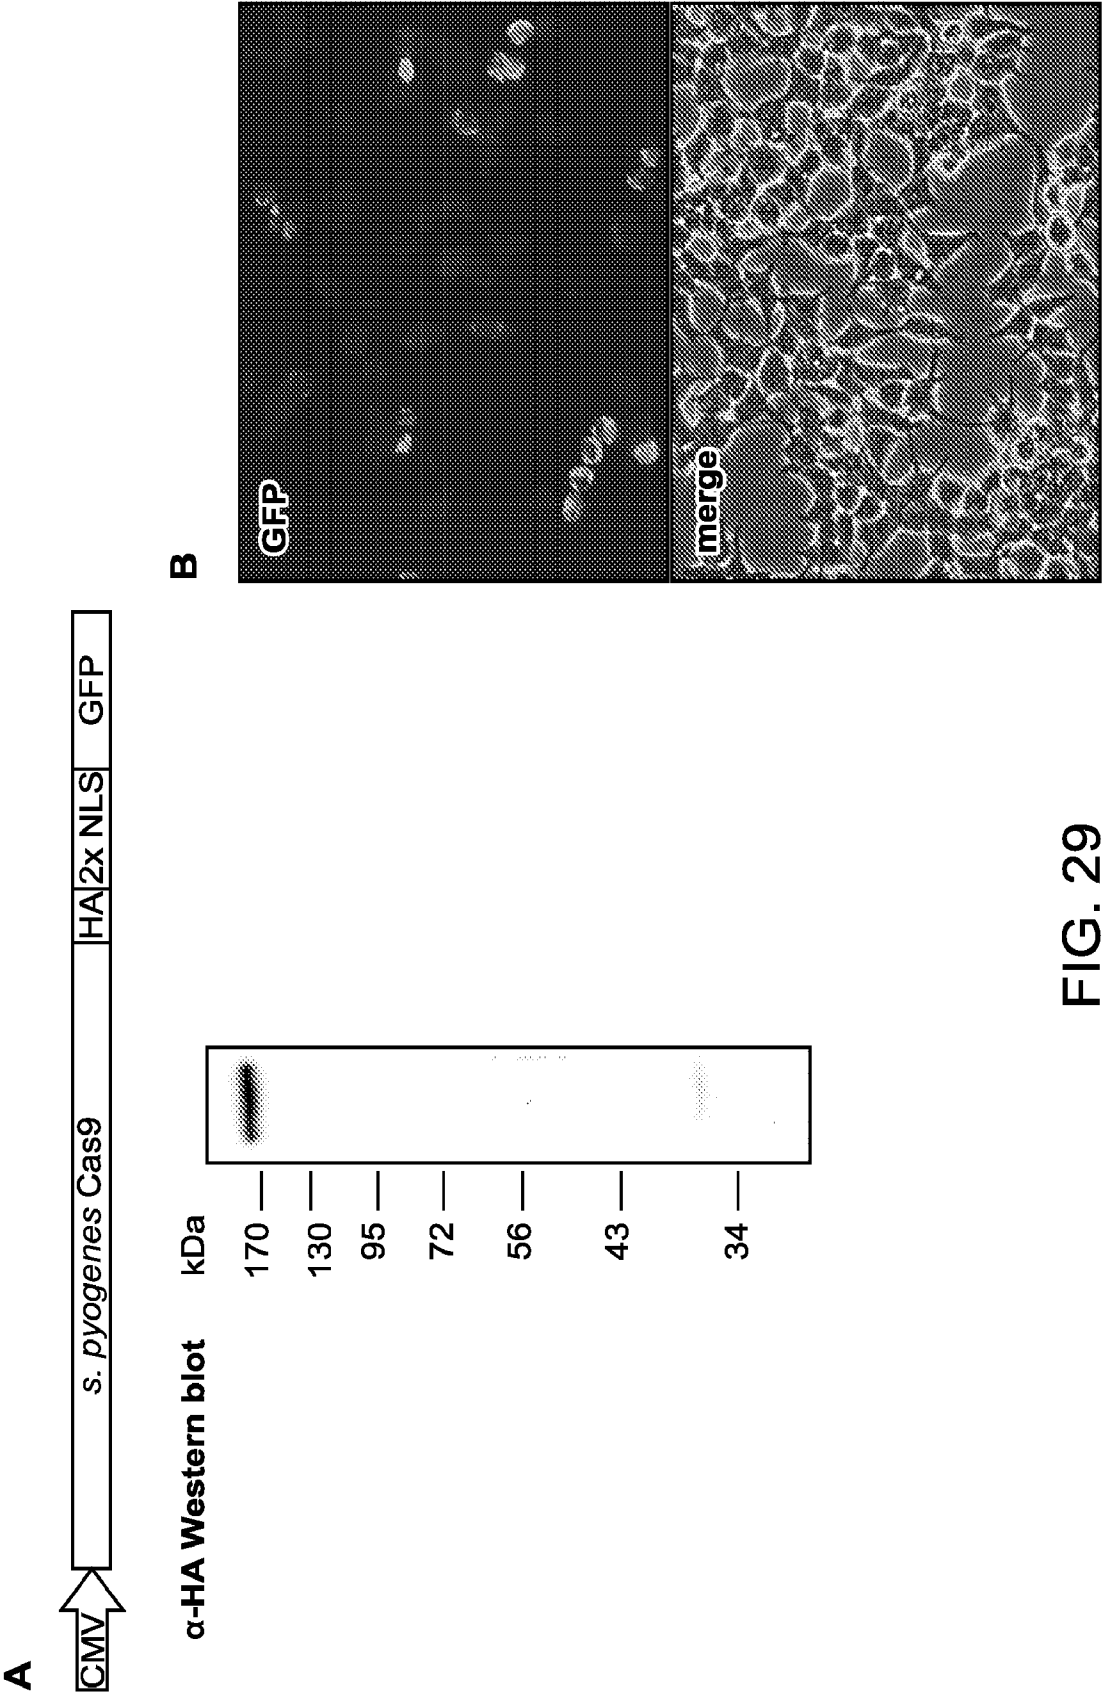 A
CMV
s. pyogenes Cas9
HA
2x NLS
GFP
α-HA Western blot
kDa
170
130
95
72
56
43
34
B
GFP
merge
FIG. 29